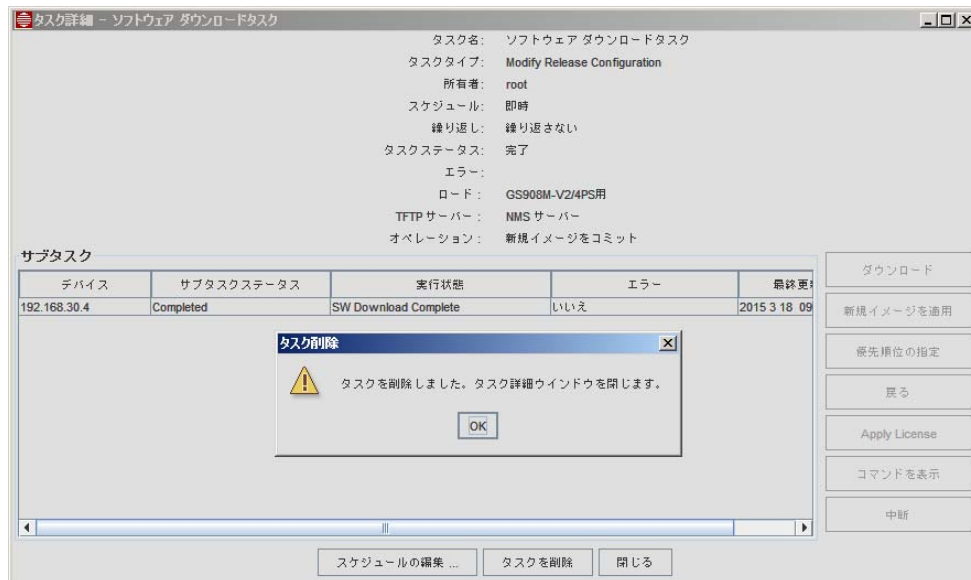 タスク詳細 - ソフトウェア ダウンロードタスク
タスク名: ソフトウェア ダウンロードタスク
タスクタイプ: Modify Release Configuration
所有者: root
スケジュール: 即時
繰り返し: 繰り返さない
タスクステータス: 完了
エラー:
ロード : GS908M-V2/4PS用
TFTP サーバー : NMS サーバー
オペレーション : 新規イメージをコミット
サブタスク
デバイス サブタスクステータス 実行状態 エラー 最終更
192.168.30.4 Completed SW Download Complete いいえ 2015 3 18 09
タスク削除
タスクを削除しました。タスク詳細ウインドウを閉じます。
OK
ダウンロード
新規イメージを適用
優先順位の指定
戻る
Apply License
コマンドを表示
中断
スケジュールの編集 ... タスクを削除 閉じる